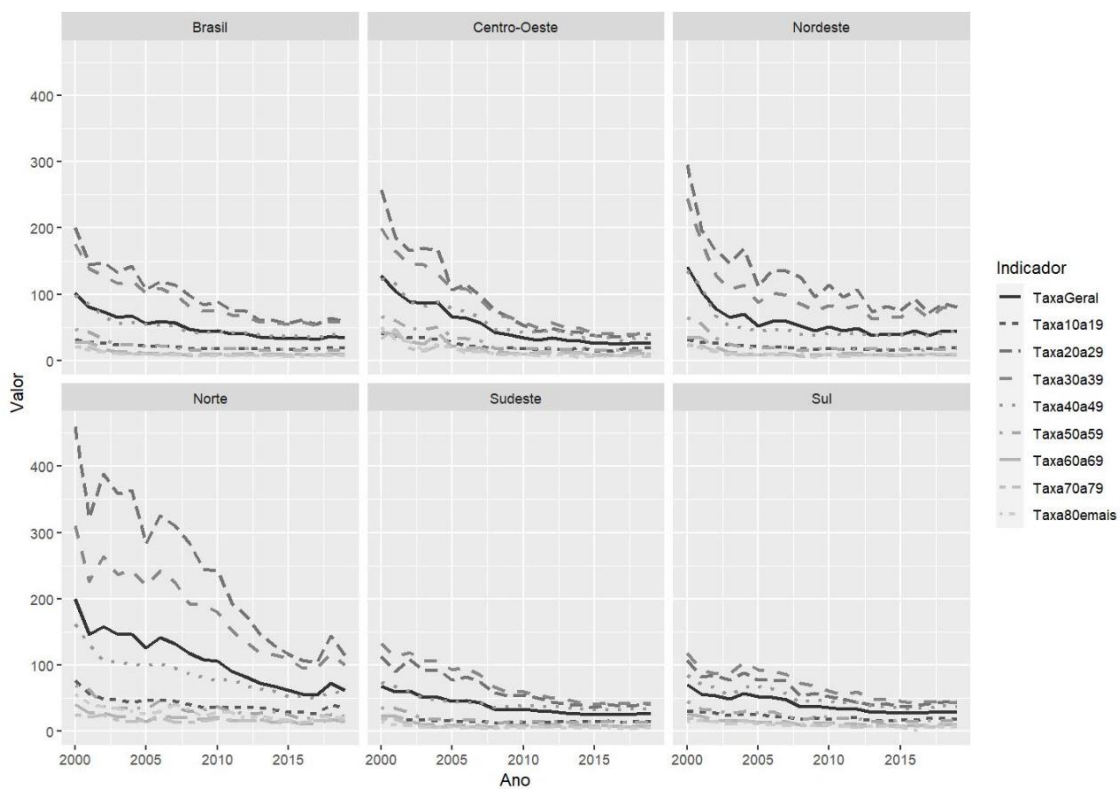 Brasil
Centro-Oeste
Nordeste
400
300
200
100
0
Valor
Norte
Sudeste
Sul
400
300
200
100
0
2000 2005 2010 2015
2000 2005 2010 2015
2000 2005 2010 2015
Ano
Indicador
TaxaGeral
Taxa10a19
Taxa20a29
Taxa30a39
Taxa40a49
Taxa50a59
Taxa60a69
Taxa70a79
Taxa80emais